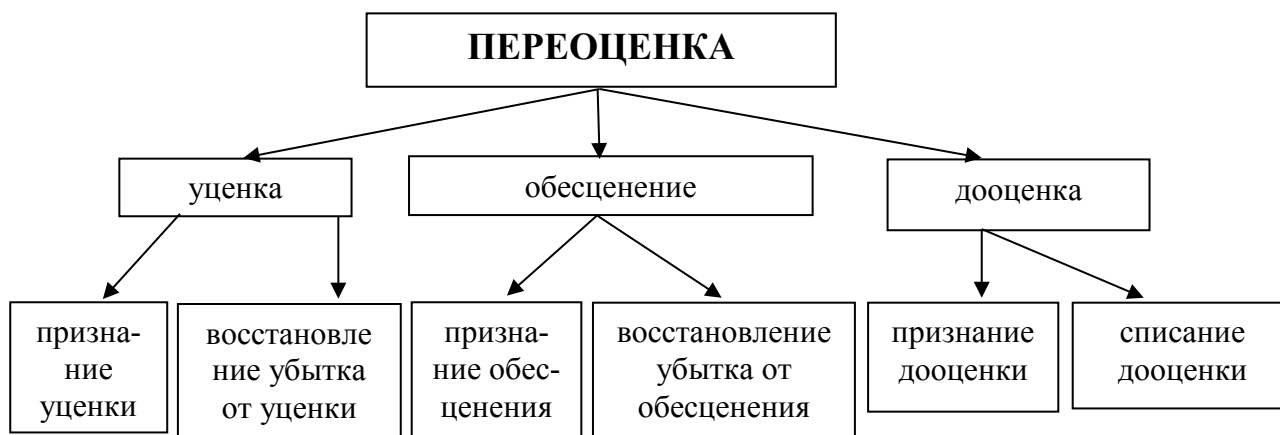 ПЕРЕОЦЕНКА
уценка
обесценение
дооценка
призна-
ние
уценки
восстановле
ние убытка
от уценки
призна-
ние обес-
ценения
восстановление
убытка от
обесценения
признание
дооценки
списание
дооценки